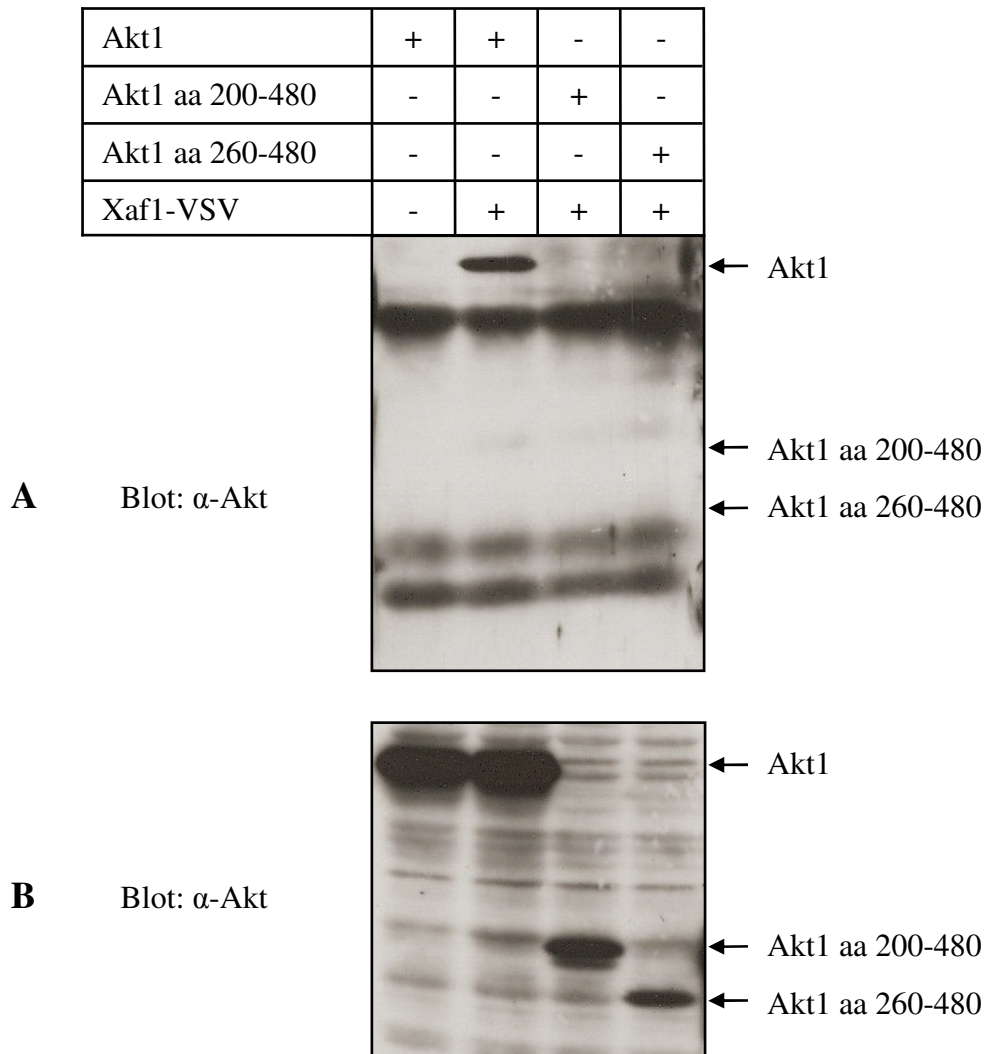 Akt1 + + - -
Akt1 aa 200-480 - - + -
Akt1 aa 260-480 - - - +
Xaf1-VSV - + + +
Akt1
Akt1 aa 200-480
A Blot: α-Akt
Akt1 aa 260-480
Akt1
B Blot: α-Akt
Akt1 aa 200-480
Akt1 aa 260-480